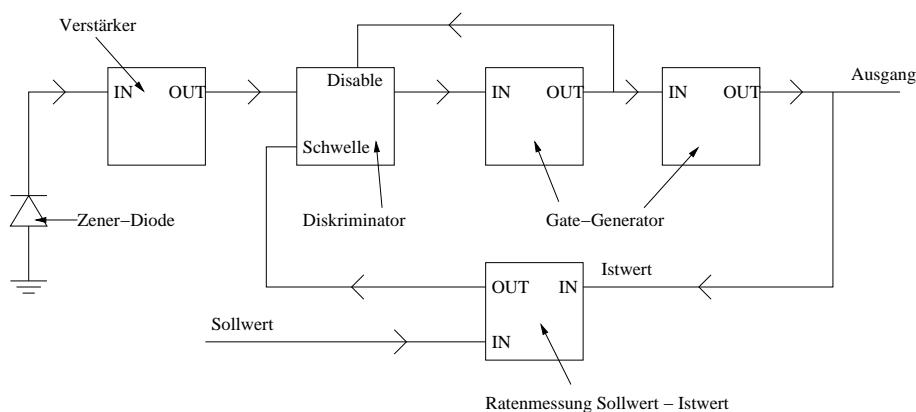 Verstärker
Ausgang
Disable
IN OUT
IN OUT
IN OUT
Schwelle
Zener−Diode
Diskriminator
Gate−Generator
Istwert
OUT IN
Sollwert
IN
Ratenmessung Sollwert − Istwert